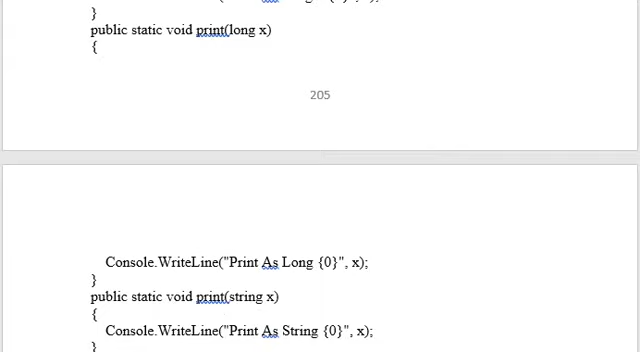 }
public static void print(long x)
{
205
Console.WriteLine("Print As Long {0}", x);
}
public static void print(string x)
{
Console.WriteLine("Print As String {0}", x);
}